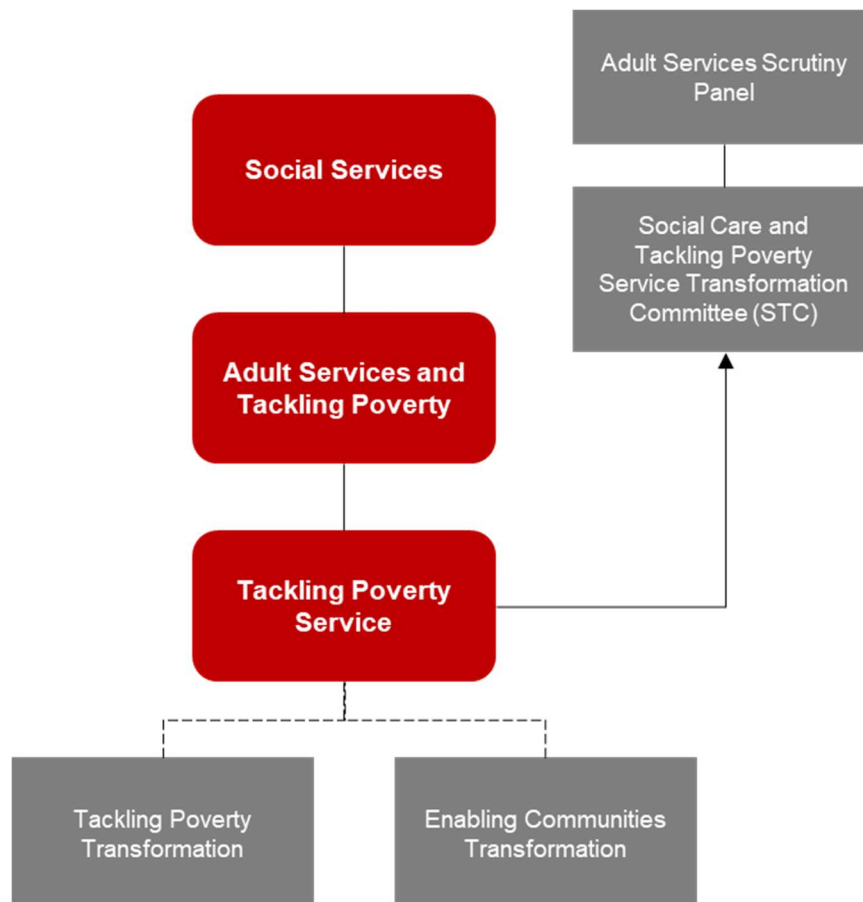 Adult Services Scrutiny
Panel
Social Services
Social Care and
Tackling Poverty
Service Transformation
Committee (STC)
Adult Services and
Tackling Poverty
Tackling Poverty
Service
Tackling Poverty
Transformation
Enabling Communities
Transformation